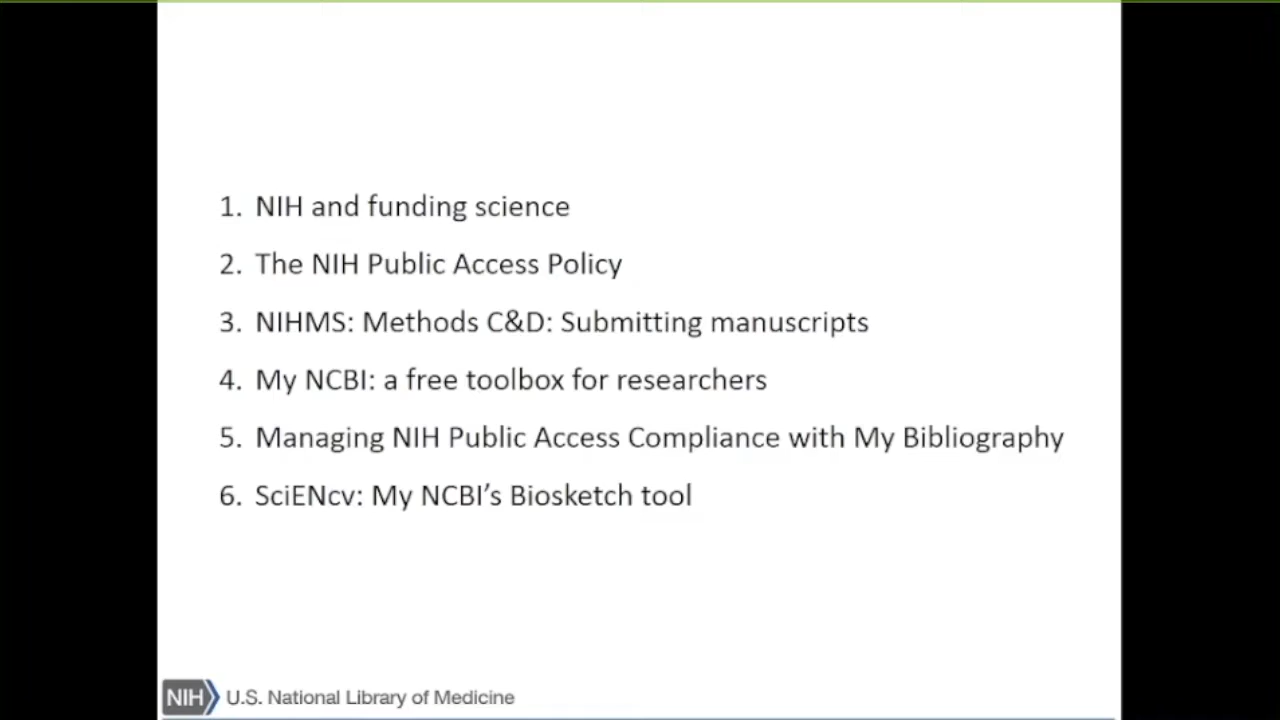 1. NIH and funding science
2. The NIH Public Access Policy
3. NIHMS: Methods C&D: Submitting manuscripts
4. My NCBI: a free toolbox for researchers
5. Managing NIH Public Access Compliance with My Bibliography
6. SciENcv: My NCBI’s Biosketch tool
NIH U.S. National Library of Medicine